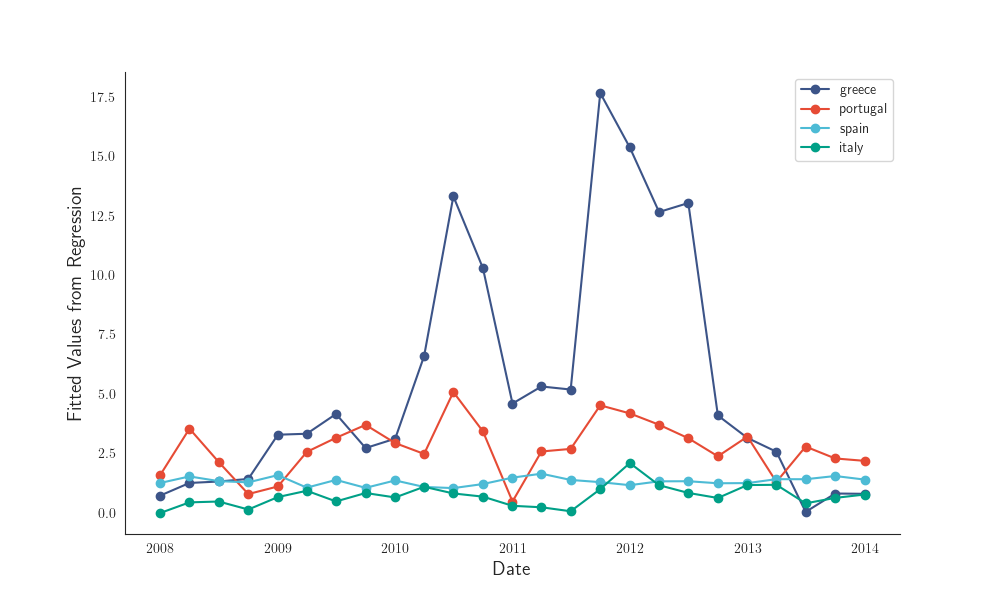 greece
portugal
spain
italy
17.5
15.0
12.5
10.0
7.5
5.0
2.5
0.0
Fitted Values from Regression
2008 2009 2010 2011 2012 2013 2014
Date